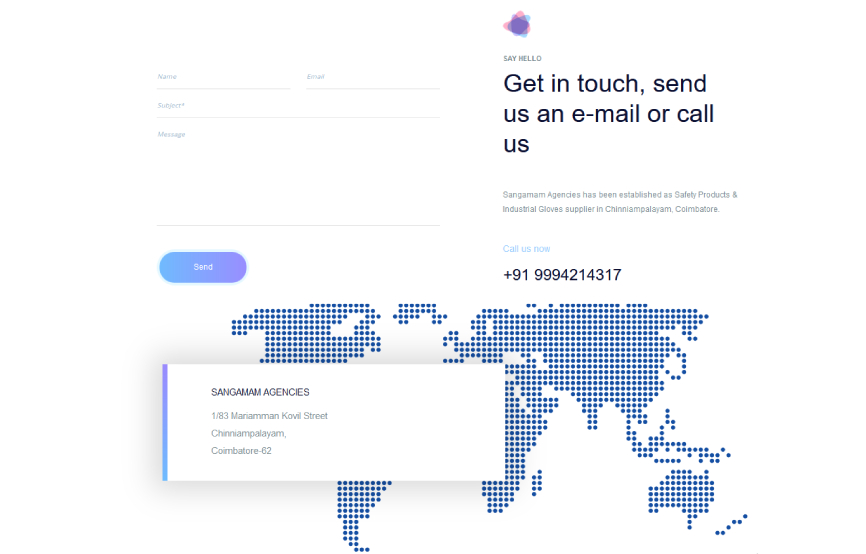 Name
Email
Subject*
Message
Send
SAY HELLO
Get in touch, send
us an e-mail or call
us
Sangamam Agencies has been established as Safety Products &
Industrial Gloves supplier in Chinniampalayam, Coimbatore.
Call us now
+91 9994214317
SANGAMAM AGENCIES
1/83 Mariamman Kovil Street
Chinniampalayam,
Coimbatore-62